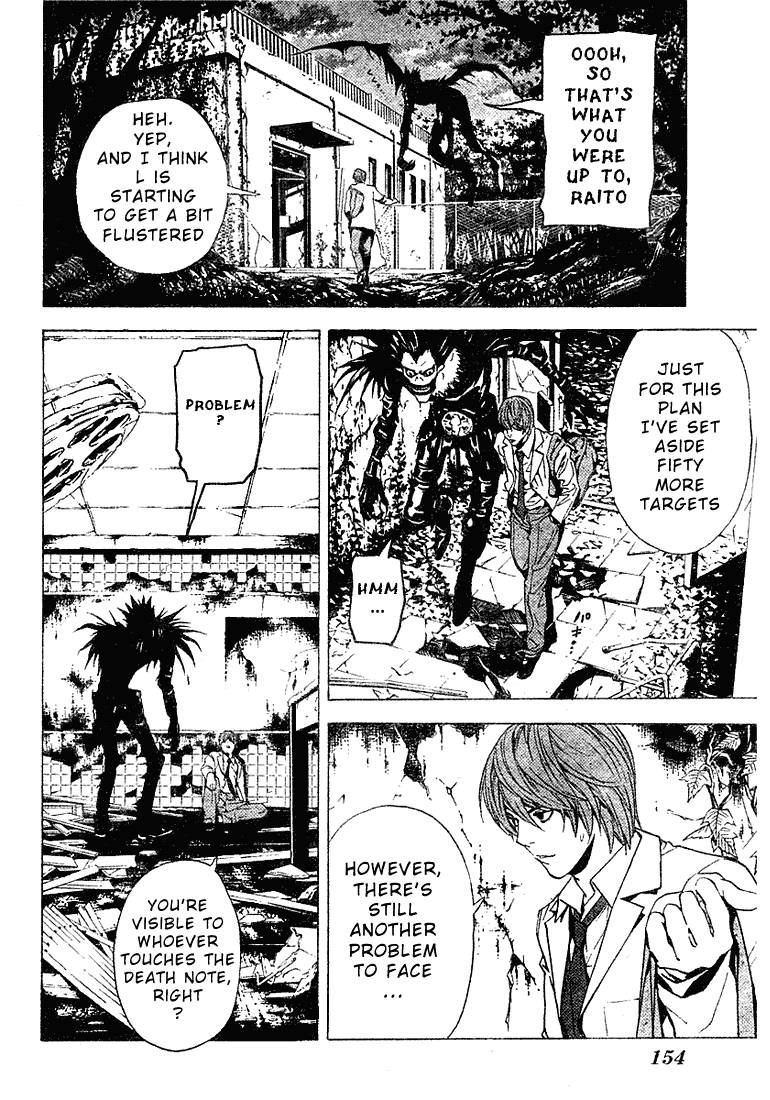 OOOH,
SO
THAT'S
WHAT
YOU
WERE
UP TO,
RAITO
HEH.
YEP,
AND I THINK
L IS
STARTING
TO GET A BIT
FLUSTERED
JUST
FOR THIS
PLAN
I'VE SET
ASIDE
FIFTY
MORE
TARGETS
HMM
...
HOWEVER,
THERE'S
STILL
ANOTHER
PROBLEM
TO FACE
...
PROBLEM
?
YOU'RE
VISIBLE TO
WHOEVER
TOUCHES THE
DEATH NOTE,
RIGHT
?
154